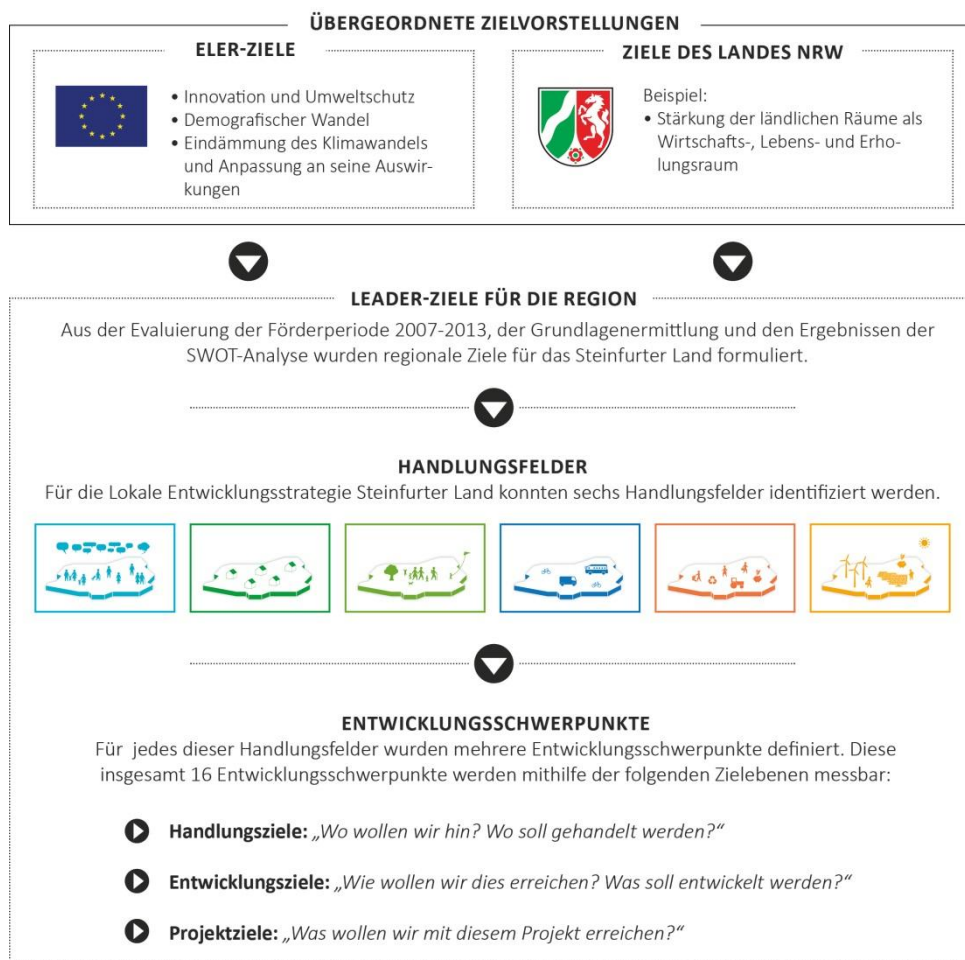 ÜBERGEORDNETE ZIELVORSTELLUNGEN
ELER-ZIELE
• Innovation und Umweltschutz
• Demografischer Wandel
• Eindämmung des Klimawandels
und Anpassung an seine Auswir-
kungen
ZIELE DES LANDES NRW
Beispiel:
• Stärkung der ländlichen Räume als
Wirtschafts-, Lebens- und Erho-
lungsraum
LEADER-ZIELE FÜR DIE REGION
Aus der Evaluierung der Förderperiode 2007-2013, der Grundlagenermittlung und den Ergebnissen der
SWOT-Analyse wurden regionale Ziele für das Steinfurter Land formuliert.
HANDLUNGSFELDER
Für die Lokale Entwicklungsstrategie Steinfurter Land konnten sechs Handlungsfelder identifiziert werden.
ENTWICKLUNGSSCHWERPUNKTE
Für jedes dieser Handlungsfelder wurden mehrere Entwicklungsschwerpunkte definiert. Diese
insgesamt 16 Entwicklungsschwerpunkte werden mithilfe der folgenden Zielebenen messbar:
Handlungsziele: „Wo wollen wir hin? Wo soll gehandelt werden?“
Entwicklungsziele: „Wie wollen wir dies erreichen? Was soll entwickelt werden?“
Projektziele: „Was wollen wir mit diesem Projekt erreichen?“